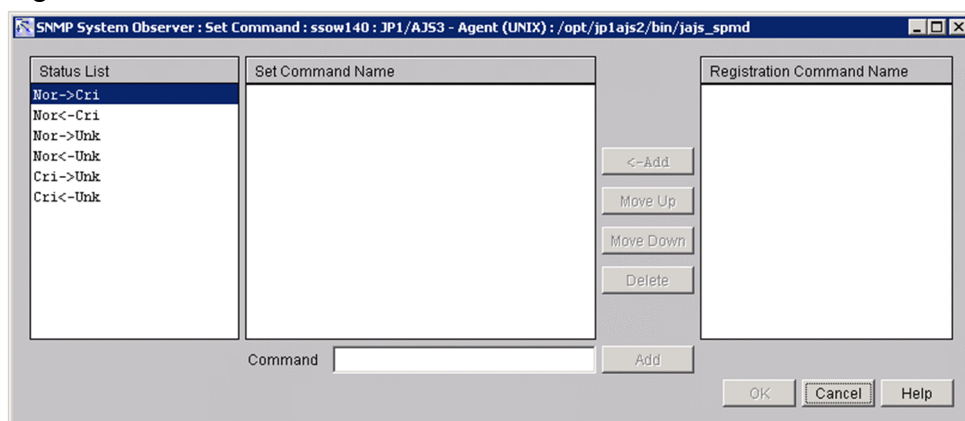 SNMP System Observer : Set Command : ssow140 : JP1/AJS3 - Agent (UNIX) : /opt/jp1ajs2/bin/jajs_spmd
Status List
Set Command Name
Registration Command Name
Nor->Cri
Nor<-Cri
Nor->Unk
Nor<-Unk
Cri->Unk
Cri<-Unk
<-Add
Move Up
Move Down
Delete
Command
Add
OK
Cancel
Help